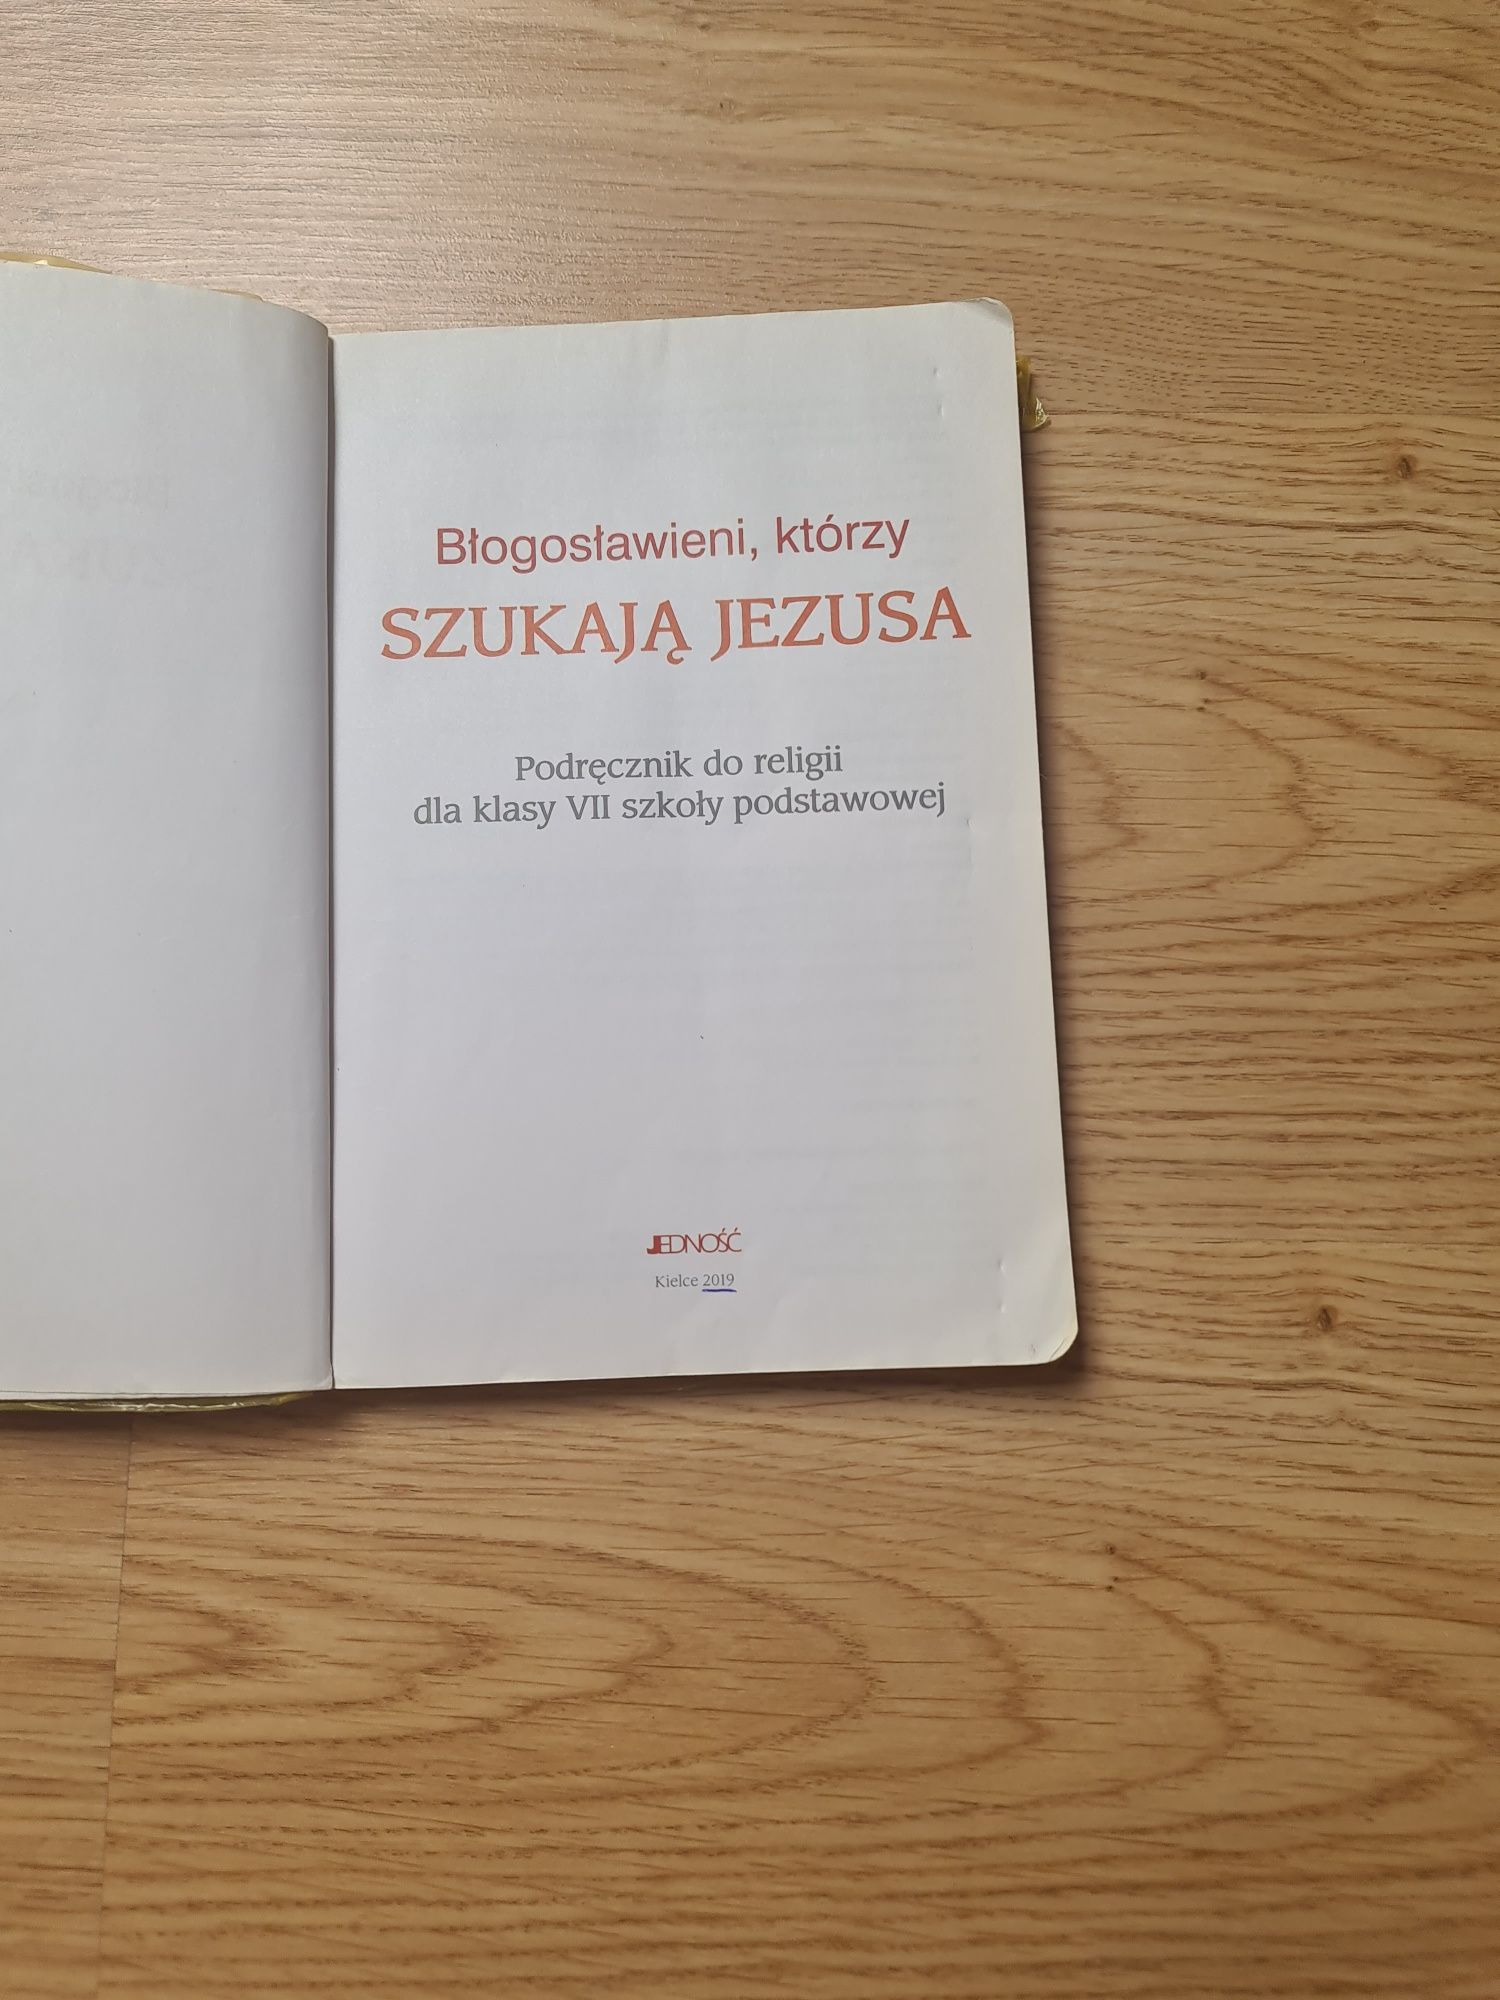 Błogosławieni, którzy
SZUKAJĄ JEZUSA
Podręcznik do religii
dla klasy VII szkoły podstawowej
JEDNOŚĆ
Kielce 2019